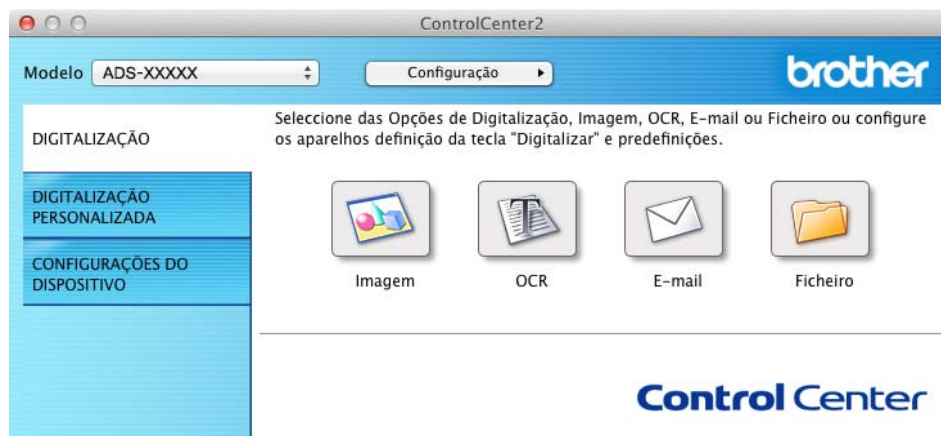 ControlCenter2
Modelo ADS-XXXXX Configuração brother
DIGITALIZAÇÃO
Seleccione das Opções de Digitalização, Imagem, OCR, E-mail ou Ficheiro ou configure
os aparelhos definição da tecla "Digitalizar" e predefinições.
DIGITALIZAÇÃO
PERSONALIZADA
CONFIGURAÇÕES DO
DISPOSITIVO
Imagem OCR E-mail Ficheiro
Control Center